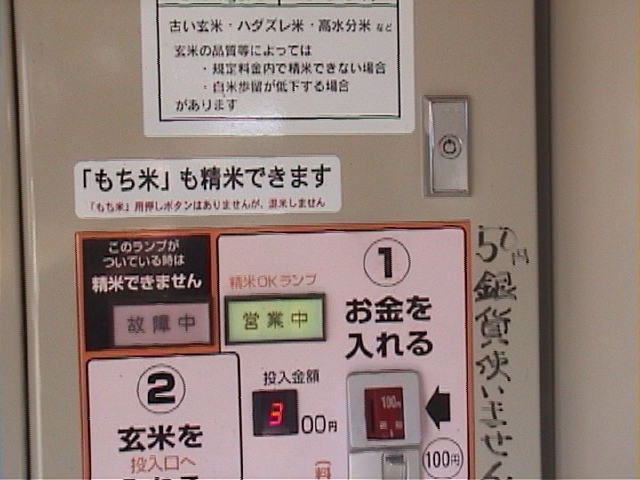 古い玄米・ハダズレ米・高水分米 など
玄米の品質等によっては
・規定料金内で精米できない場合
・白米歩留が低下する場合
があります
「もち米」も精米できます
「もち米」用押しボタンはありませんが、混米しません
このランプが
ついている時は
精米できません
故障中
精米OKランプ
営業中
1
お金を
入れる
投入金額
3
00円
100円
100円
2
玄米を
投入口へ
50円
銀貨使いません